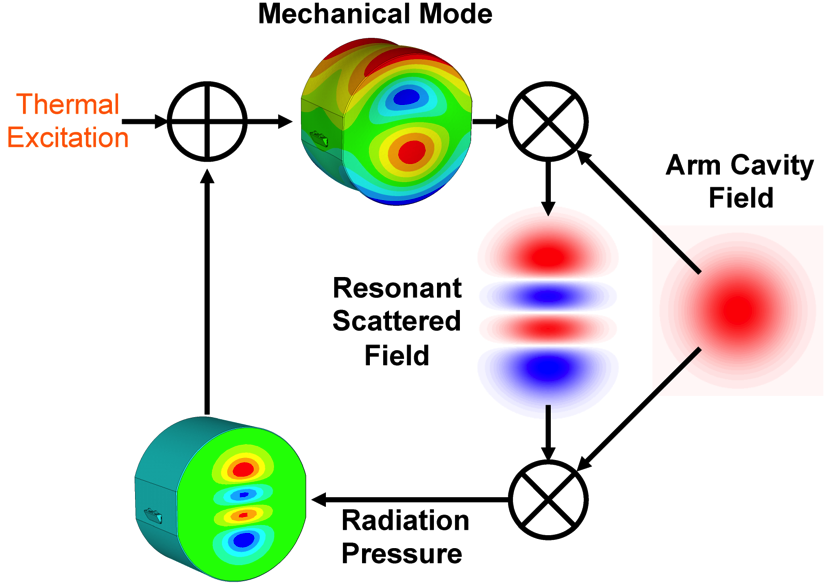 Mechanical Mode
Thermal
Excitation
Arm Cavity
Field
Resonant
Scattered
Field
Radiation
Pressure